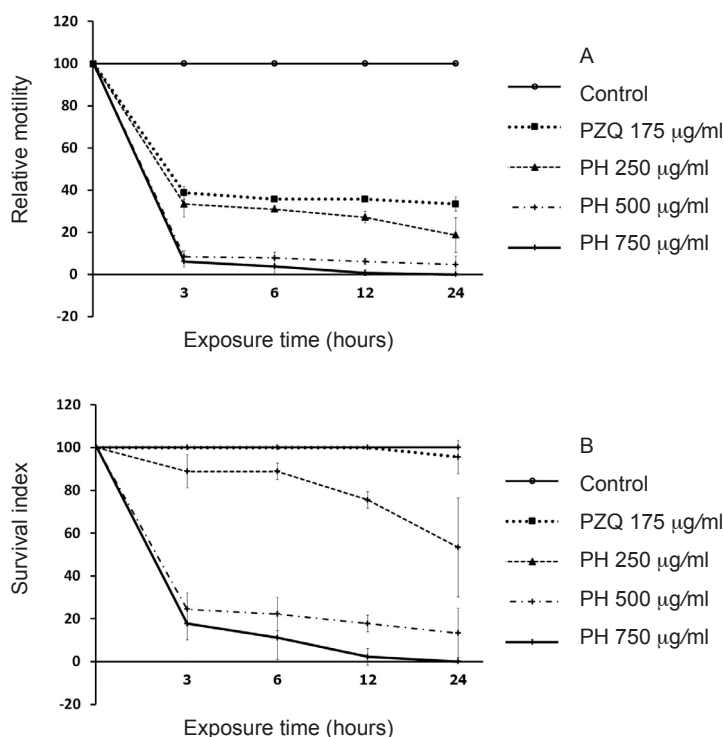 A
Control
PZQ 175 μg/ml
PH 250 μg/ml
PH 500 μg/ml
PH 750 μg/ml
Relative motility
120
100
80
60
40
20
0
-20
3 6 12 24
Exposure time (hours)
B
Control
PZQ 175 μg/ml
PH 250 μg/ml
PH 500 μg/ml
PH 750 μg/ml
Survival index
120
100
80
60
40
20
0
-20
3 6 12 24
Exposure time (hours)